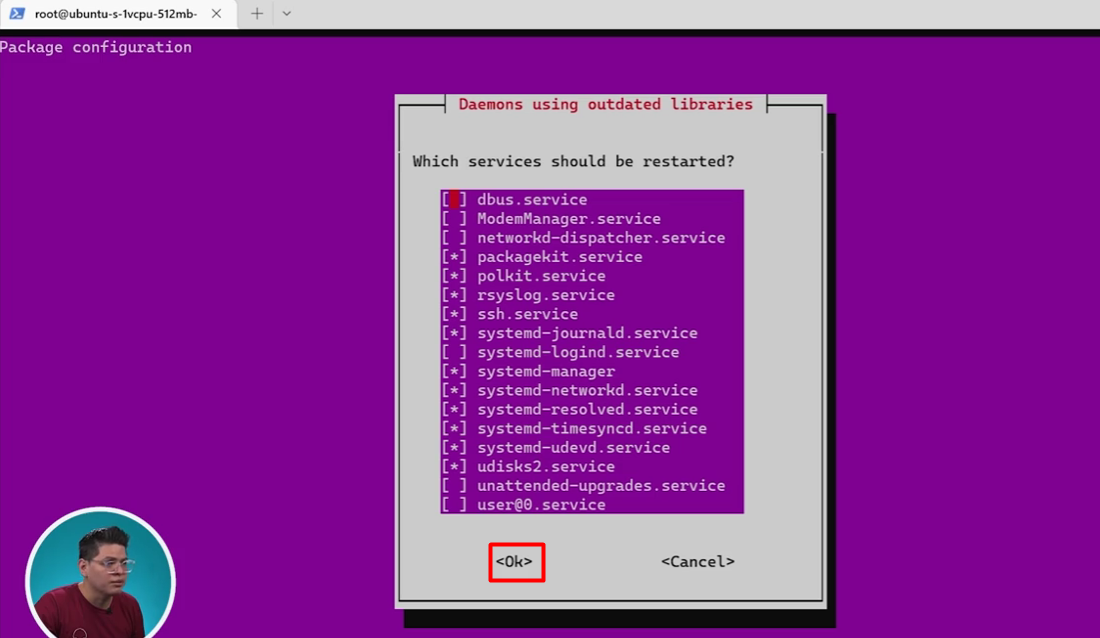 root@ubuntu-s-1vcpu-512mb-
Package configuration
Daemons using outdated libraries
Which services should be restarted?
[ ] dbus.service
[ ] ModemManager.service
[ ] networkd-dispatcher.service
[*] packagekit.service
[*] polkit.service
[*] rsyslog.service
[*] ssh.service
[*] systemd-journald.service
[ ] systemd-logind.service
[*] systemd-manager
[*] systemd-networkd.service
[*] systemd-resolved.service
[*] systemd-timesyncd.service
[*] systemd-udevd.service
[*] udisks2.service
[ ] unattended-upgrades.service
[ ] user@0.service
<Ok> <Cancel>